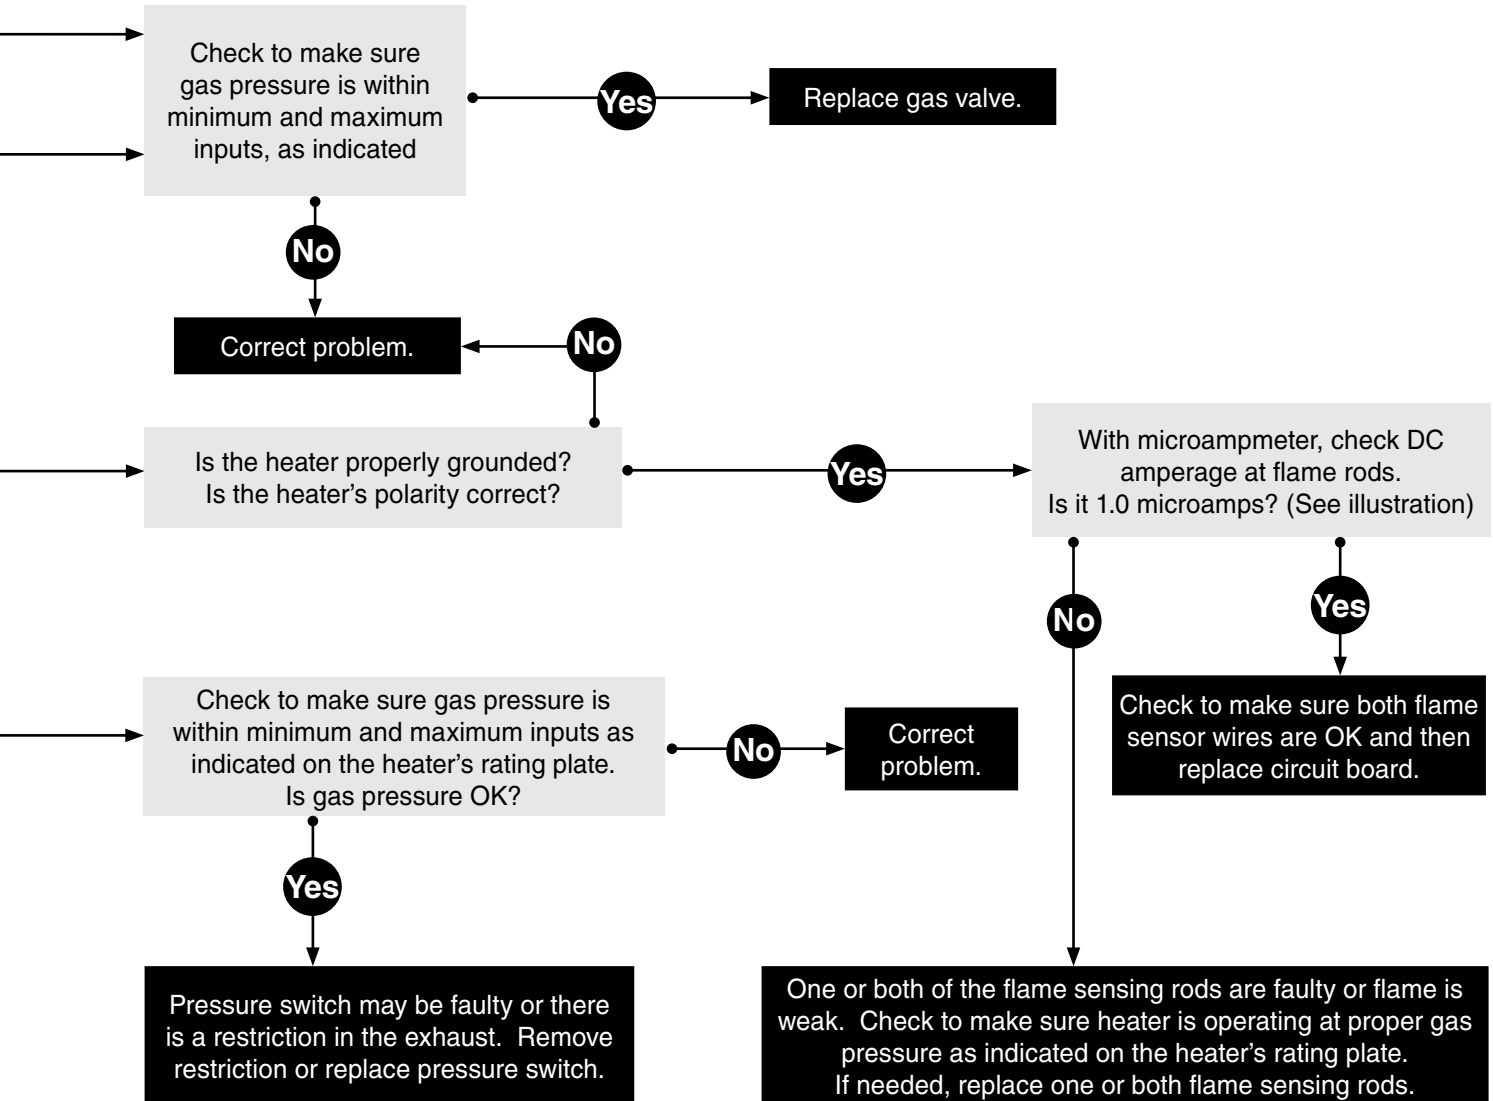 Check to make sure
gas pressure is within
minimum and maximum
inputs, as indicated
Yes
Replace gas valve.
No
Correct problem.
No
Is the heater properly grounded?
Is the heater’s polarity correct?
Yes
With microampmeter, check DC
amperage at flame rods.
Is it 1.0 microamps? (See illustration)
No
Yes
Check to make sure both flame
sensor wires are OK and then
replace circuit board.
Check to make sure gas pressure is
within minimum and maximum inputs as
indicated on the heater’s rating plate.
Is gas pressure OK?
No
Correct
problem.
Yes
Pressure switch may be faulty or there
is a restriction in the exhaust.  Remove
restriction or replace pressure switch.
One or both of the flame sensing rods are faulty or flame is
weak.  Check to make sure heater is operating at proper gas
pressure as indicated on the heater’s rating plate.
If needed, replace one or both flame sensing rods.